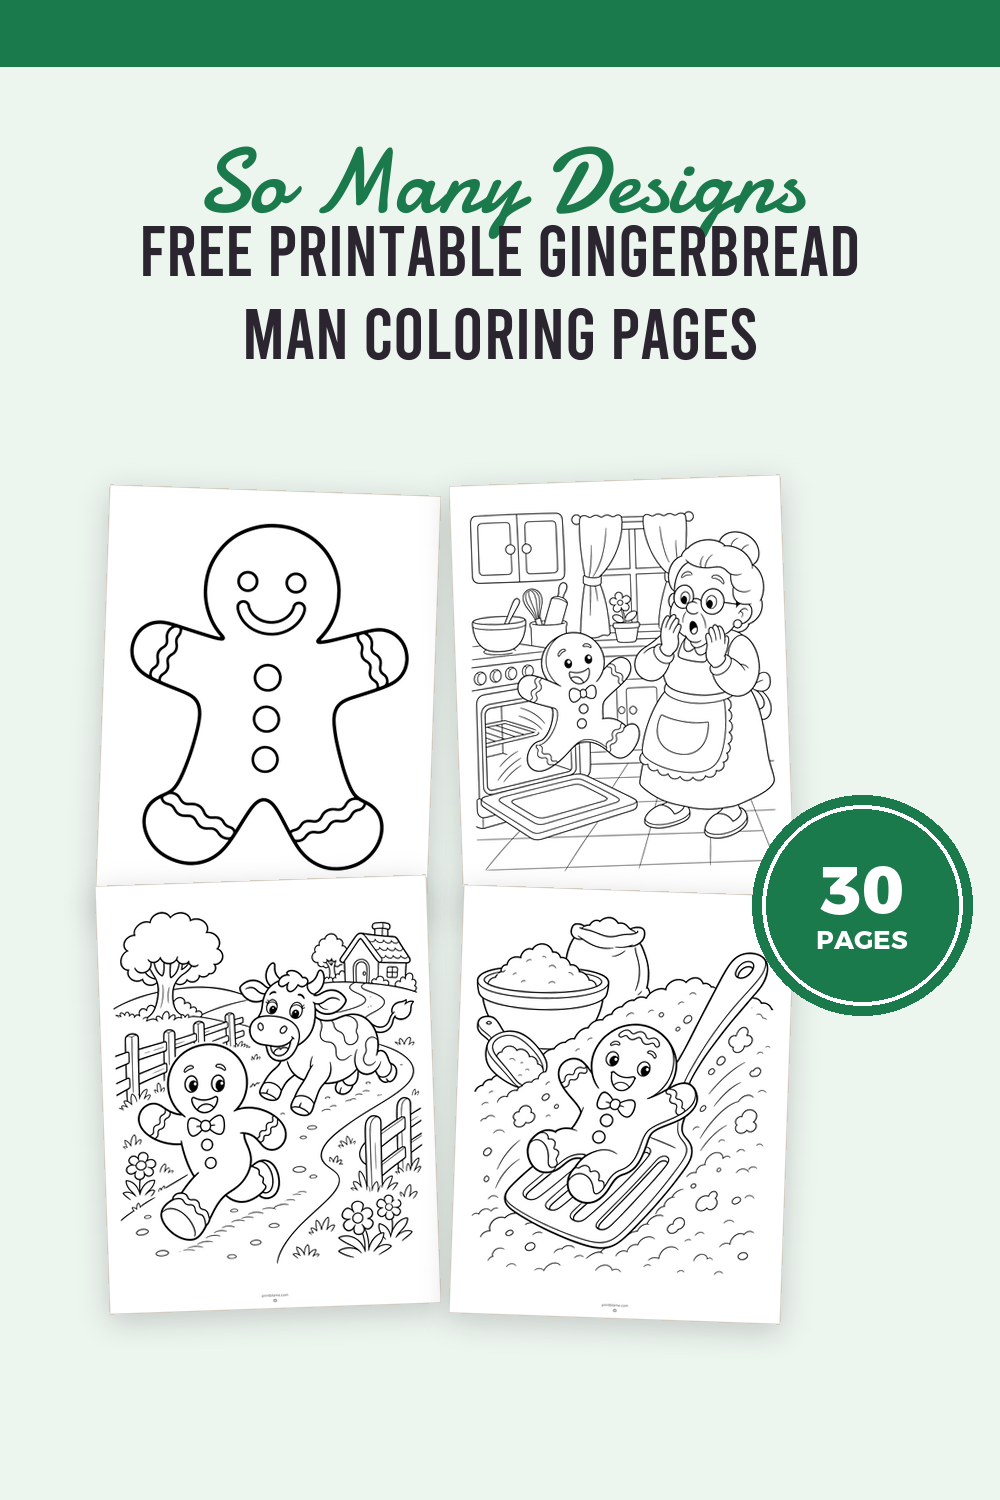 So Many Designs
FREE PRINTABLE GINGERBREAD
MAN COLORING PAGES
30
PAGES